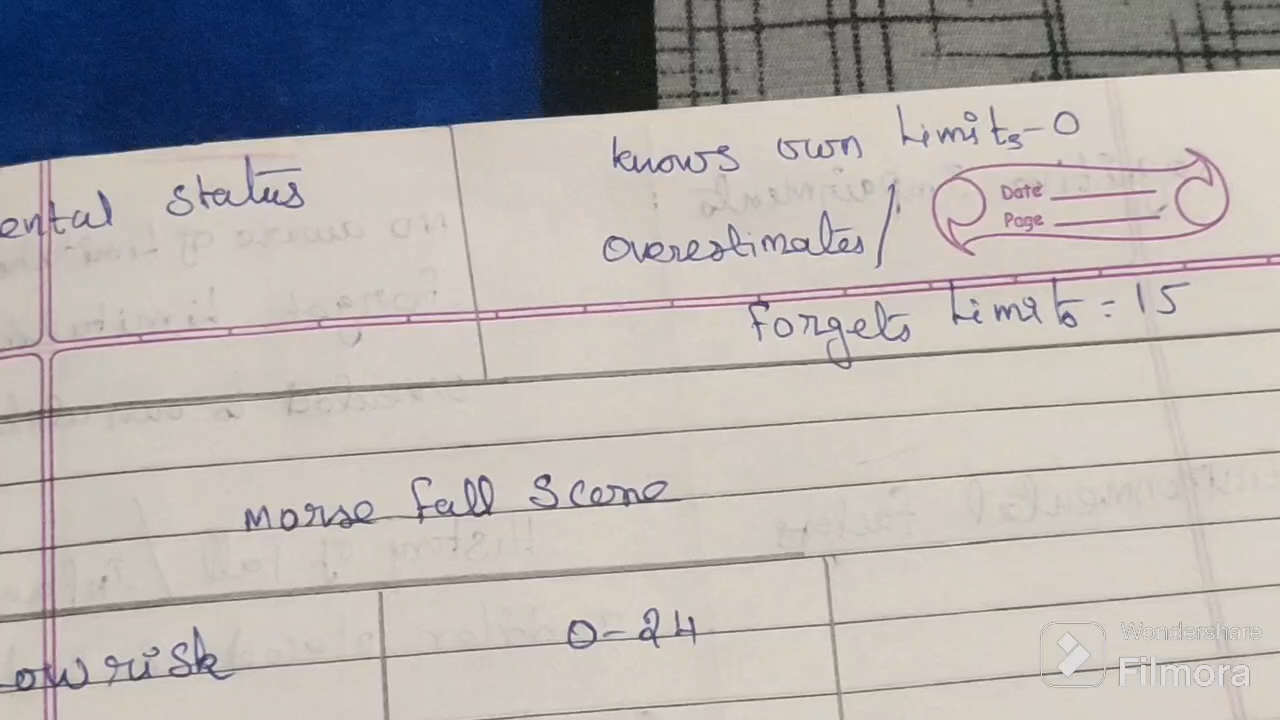 ental Status
knows own Limits-0
overestimates/
Date
Page
Forgets Limits = 15
Morse fall Score
ow risk
0-24
Wondershare
Filmora